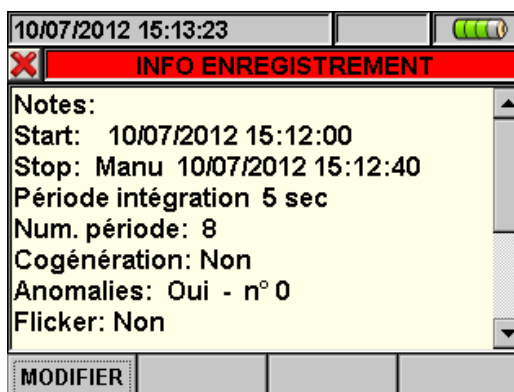 10/07/2012 15:13:23
INFO ENREGISTREMENT
Notes:
Start: 10/07/2012 15:12:00
Stop: Manu 10/07/2012 15:12:40
Période intégration 5 sec
Num. période: 8
Cogénération: Non
Anomalies: Oui - n° 0
Flicker: Non
MODIFIER